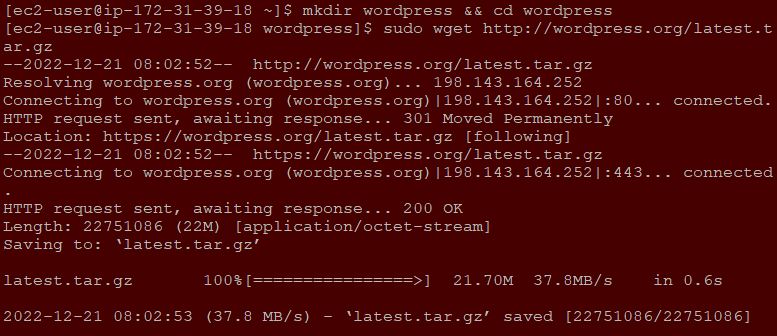 [ec2-user@ip-172-31-39-18 ~]$ mkdir wordpress && cd wordpress
[ec2-user@ip-172-31-39-18 wordpress]$ sudo wget http://wordpress.org/latest.t
ar.gz
--2022-12-21 08:02:52--  http://wordpress.org/latest.tar.gz
Resolving wordpress.org (wordpress.org)... 198.143.164.252
Connecting to wordpress.org (wordpress.org)|198.143.164.252|:80... connected.
HTTP request sent, awaiting response... 301 Moved Permanently
Location: https://wordpress.org/latest.tar.gz [following]
--2022-12-21 08:02:52--  https://wordpress.org/latest.tar.gz
Connecting to wordpress.org (wordpress.org)|198.143.164.252|:443... connected
.
HTTP request sent, awaiting response... 200 OK
Length: 22751086 (22M) [application/octet-stream]
Saving to: ‘latest.tar.gz’
latest.tar.gz       100%[================>]  21.70M  37.8MB/s    in 0.6s
2022-12-21 08:02:53 (37.8 MB/s) - ‘latest.tar.gz’ saved [22751086/22751086]